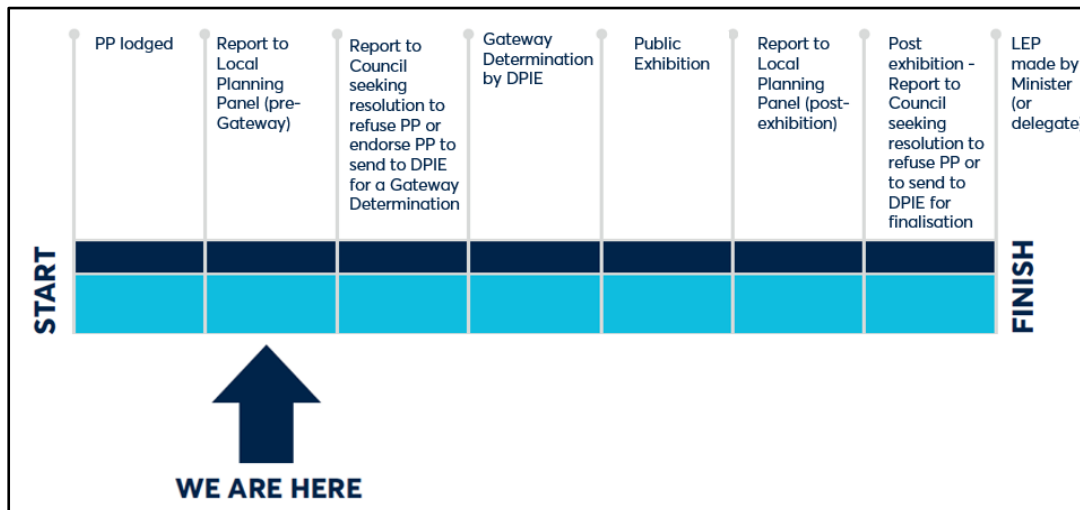 PP lodged
Report to
Local
Planning
Panel (pre-
Gateway)
Report to
Council
seeking
resolution to
refuse PP or
endorse PP to
send to DPIE
for a Gateway
Determination
Gateway
Determination
by DPIE
Public
Exhibition
Report to
Local
Planning
Panel (post-
exhibition)
Post
exhibition -
Report to
Council
seeking
resolution to
refuse PP or
to send to
DPIE for
finalisation
LEP
made by
Minister
(or
delegate)
START
FINISH
WE ARE HERE